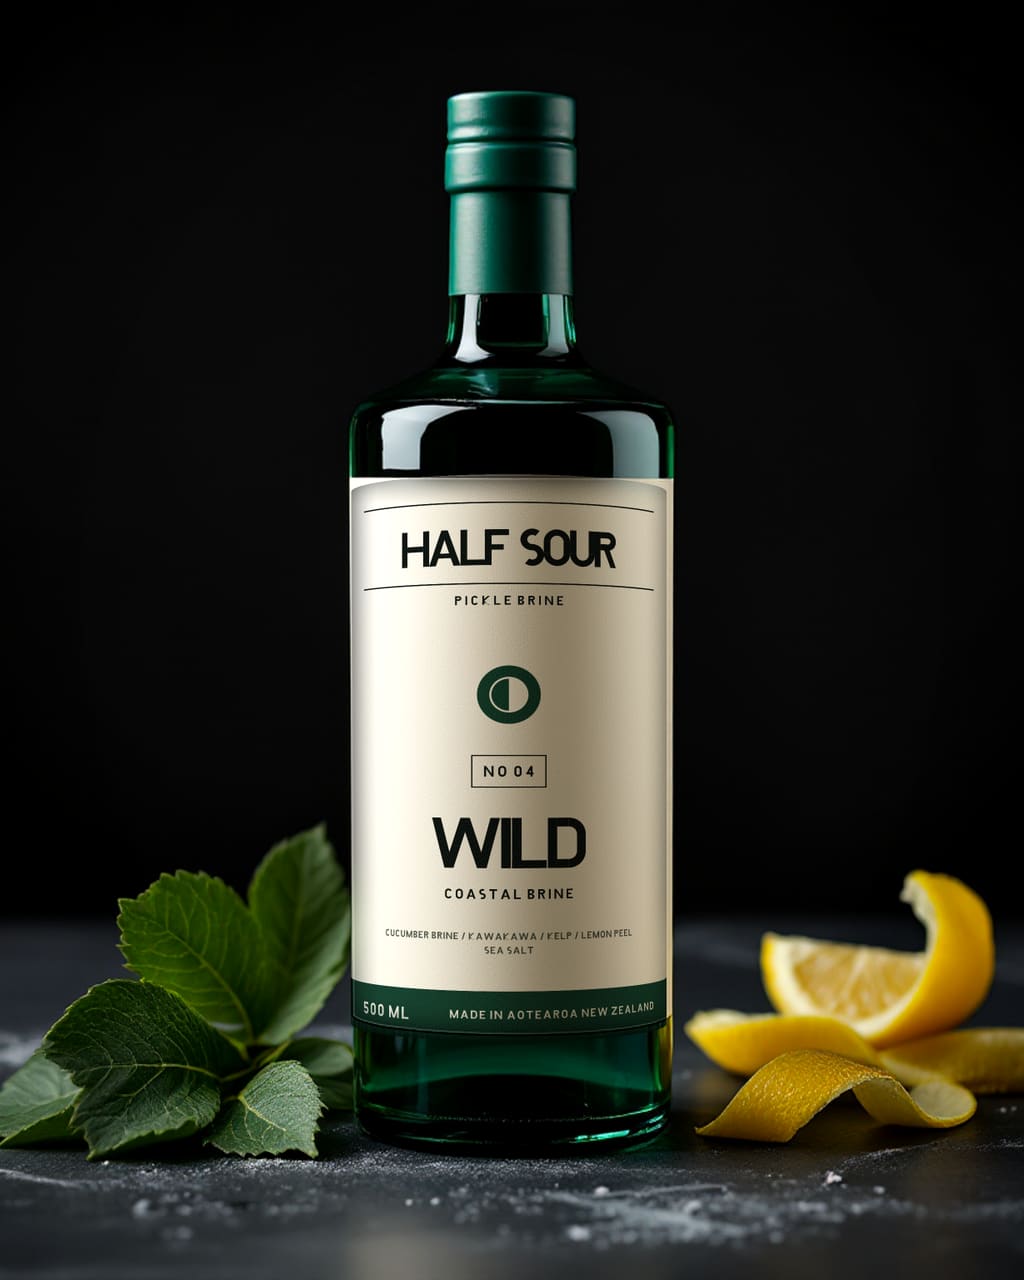 HALF SOUR
PICKLE BRINE
NO 04
WILD
COASTAL BRINE
CUCUMBER BRINE / KAWAKAWA / KELP / LEMON PEEL
SEA SALT
500 ML MADE IN AOTEAROA NEW ZEALAND